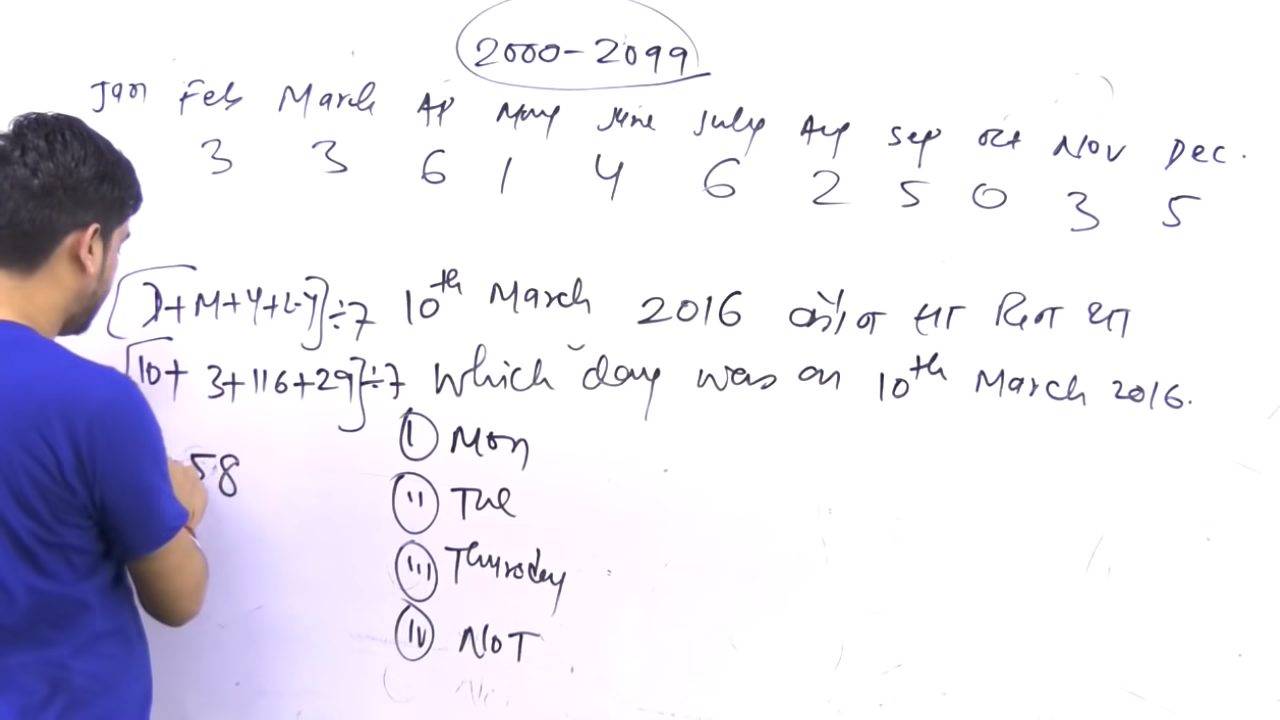 2000-2099
Jan Feb March AP May June July Aug Sep Oct Nov Dec.
3 3 6 1 4 6 2 5 0 3 5
[D+M+Y+L-Y]÷7 10th March 2016 को कौन सा दिन था
[10+ 3+116+29]÷7 Which day was on 10th March 2016.
58
(i) Mon
(ii) Tue
(iii) Thursday
(iv) NOT